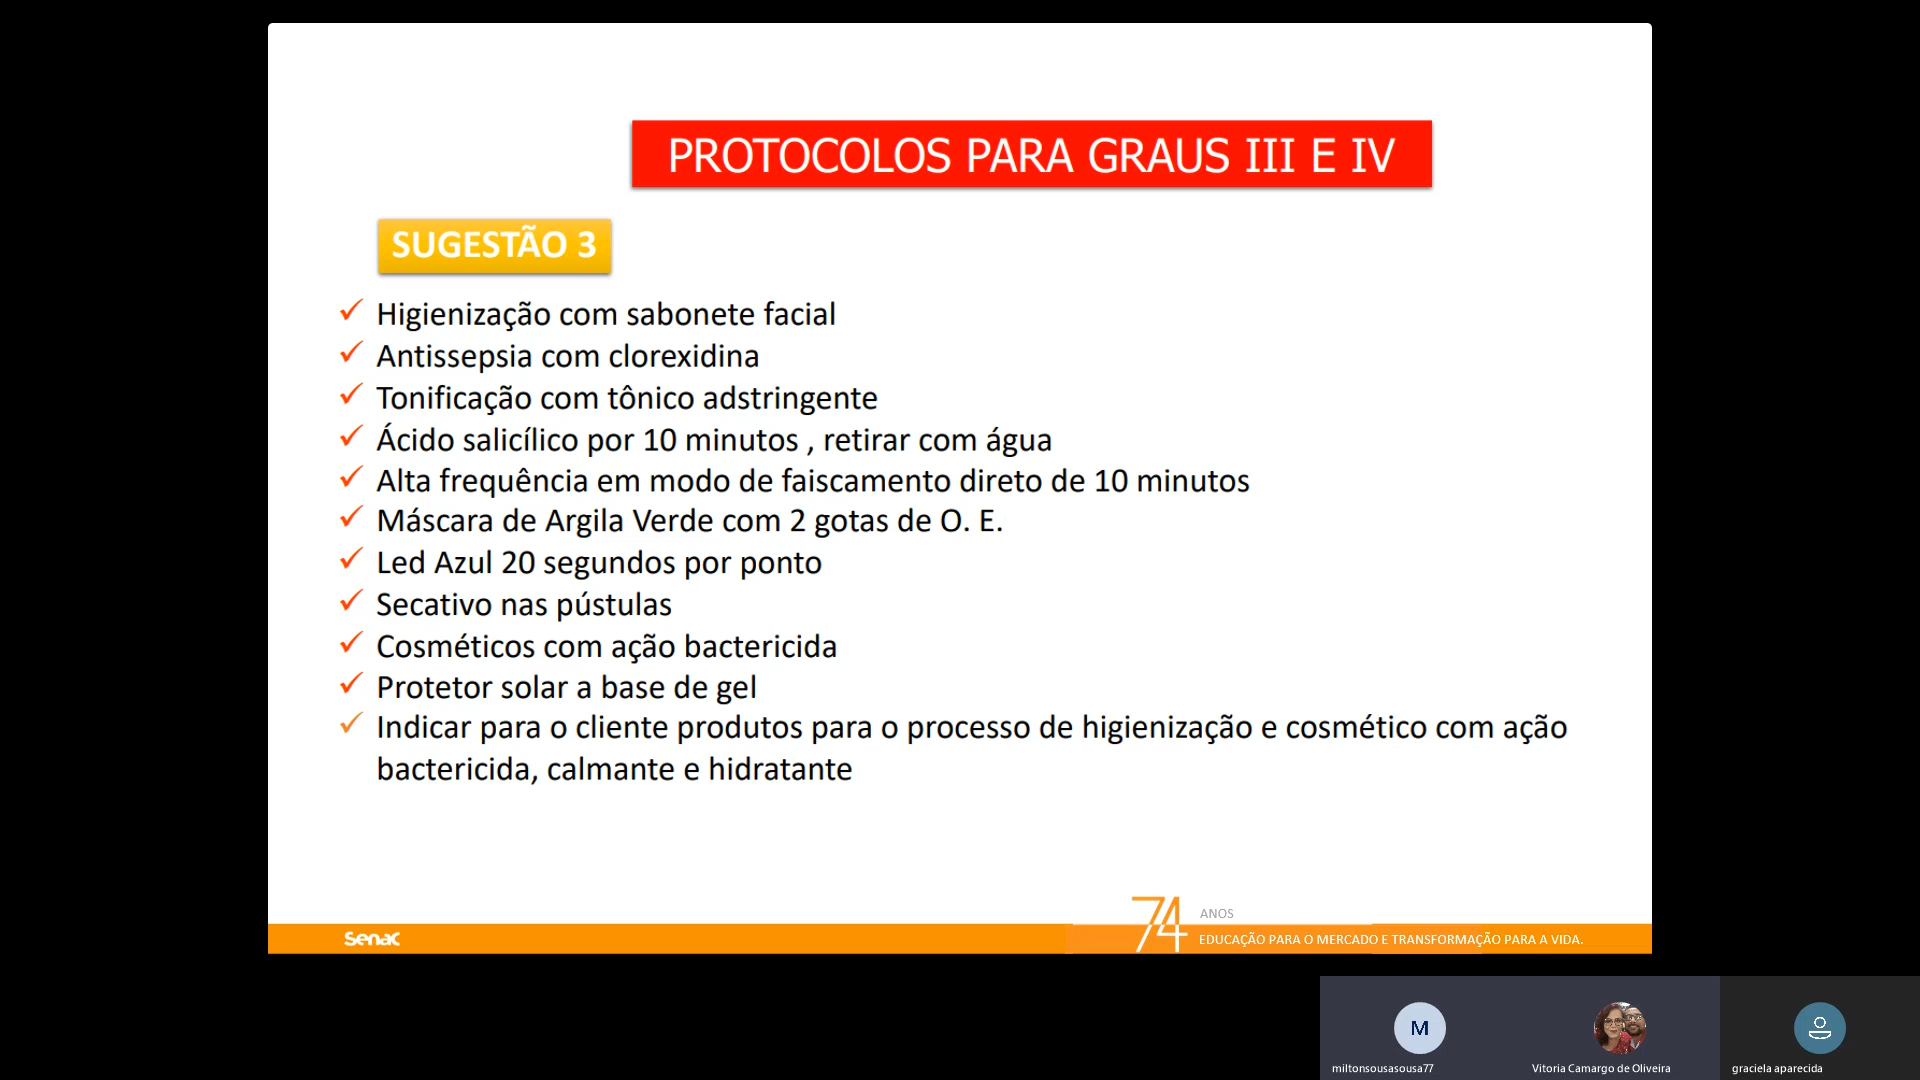 PROTOCOLOS PARA GRAUS III E IV
SUGESTÃO 3
Higienização com sabonete facial
Antissepsia com clorexidina
Tonificação com tônico adstringente
Ácido salicílico por 10 minutos , retirar com água
Alta frequência em modo de faiscamento direto de 10 minutos
Máscara de Argila Verde com 2 gotas de O. E.
Led Azul 20 segundos por ponto
Secativo nas pústulas
Cosméticos com ação bactericida
Protetor solar a base de gel
Indicar para o cliente produtos para o processo de higienização e cosmético com ação
bactericida, calmante e hidratante
74 ANOS
Senac
EDUCAÇÃO PARA O MERCADO E TRANSFORMAÇÃO PARA A VIDA.
M
miltonsousasousa77
Vitoria Camargo de Oliveira
graciela aparecida